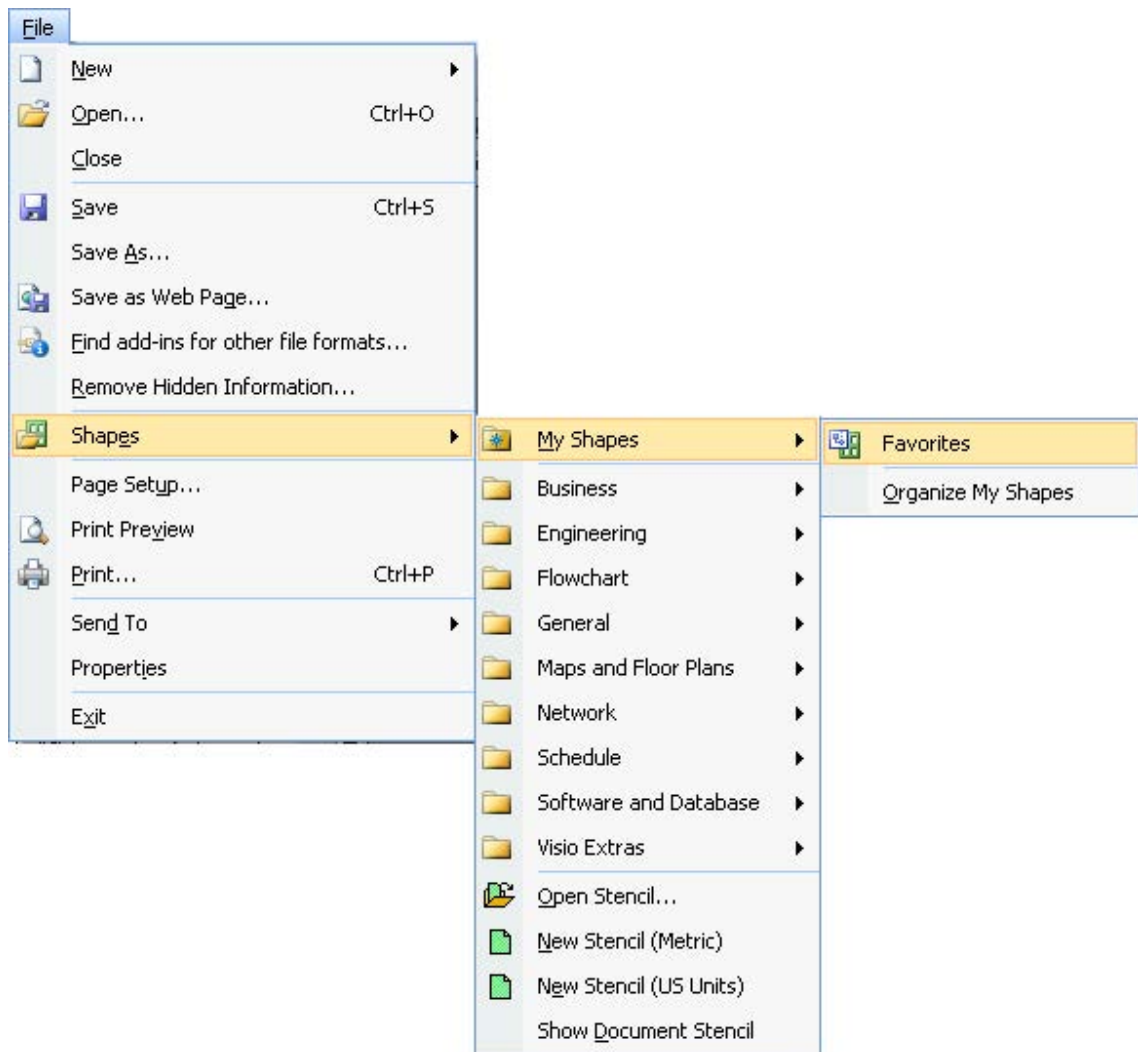 File
New
Open... Ctrl+O
Close
Save Ctrl+S
Save As...
Save as Web Page...
Find add-ins for other file formats...
Remove Hidden Information...
Shapes
Page Setup...
Print Preview
Print... Ctrl+P
Send To
Properties
Exit
My Shapes
Business
Engineering
Flowchart
General
Maps and Floor Plans
Network
Schedule
Software and Database
Visio Extras
Open Stencil...
New Stencil (Metric)
New Stencil (US Units)
Show Document Stencil
Favorites
Organize My Shapes